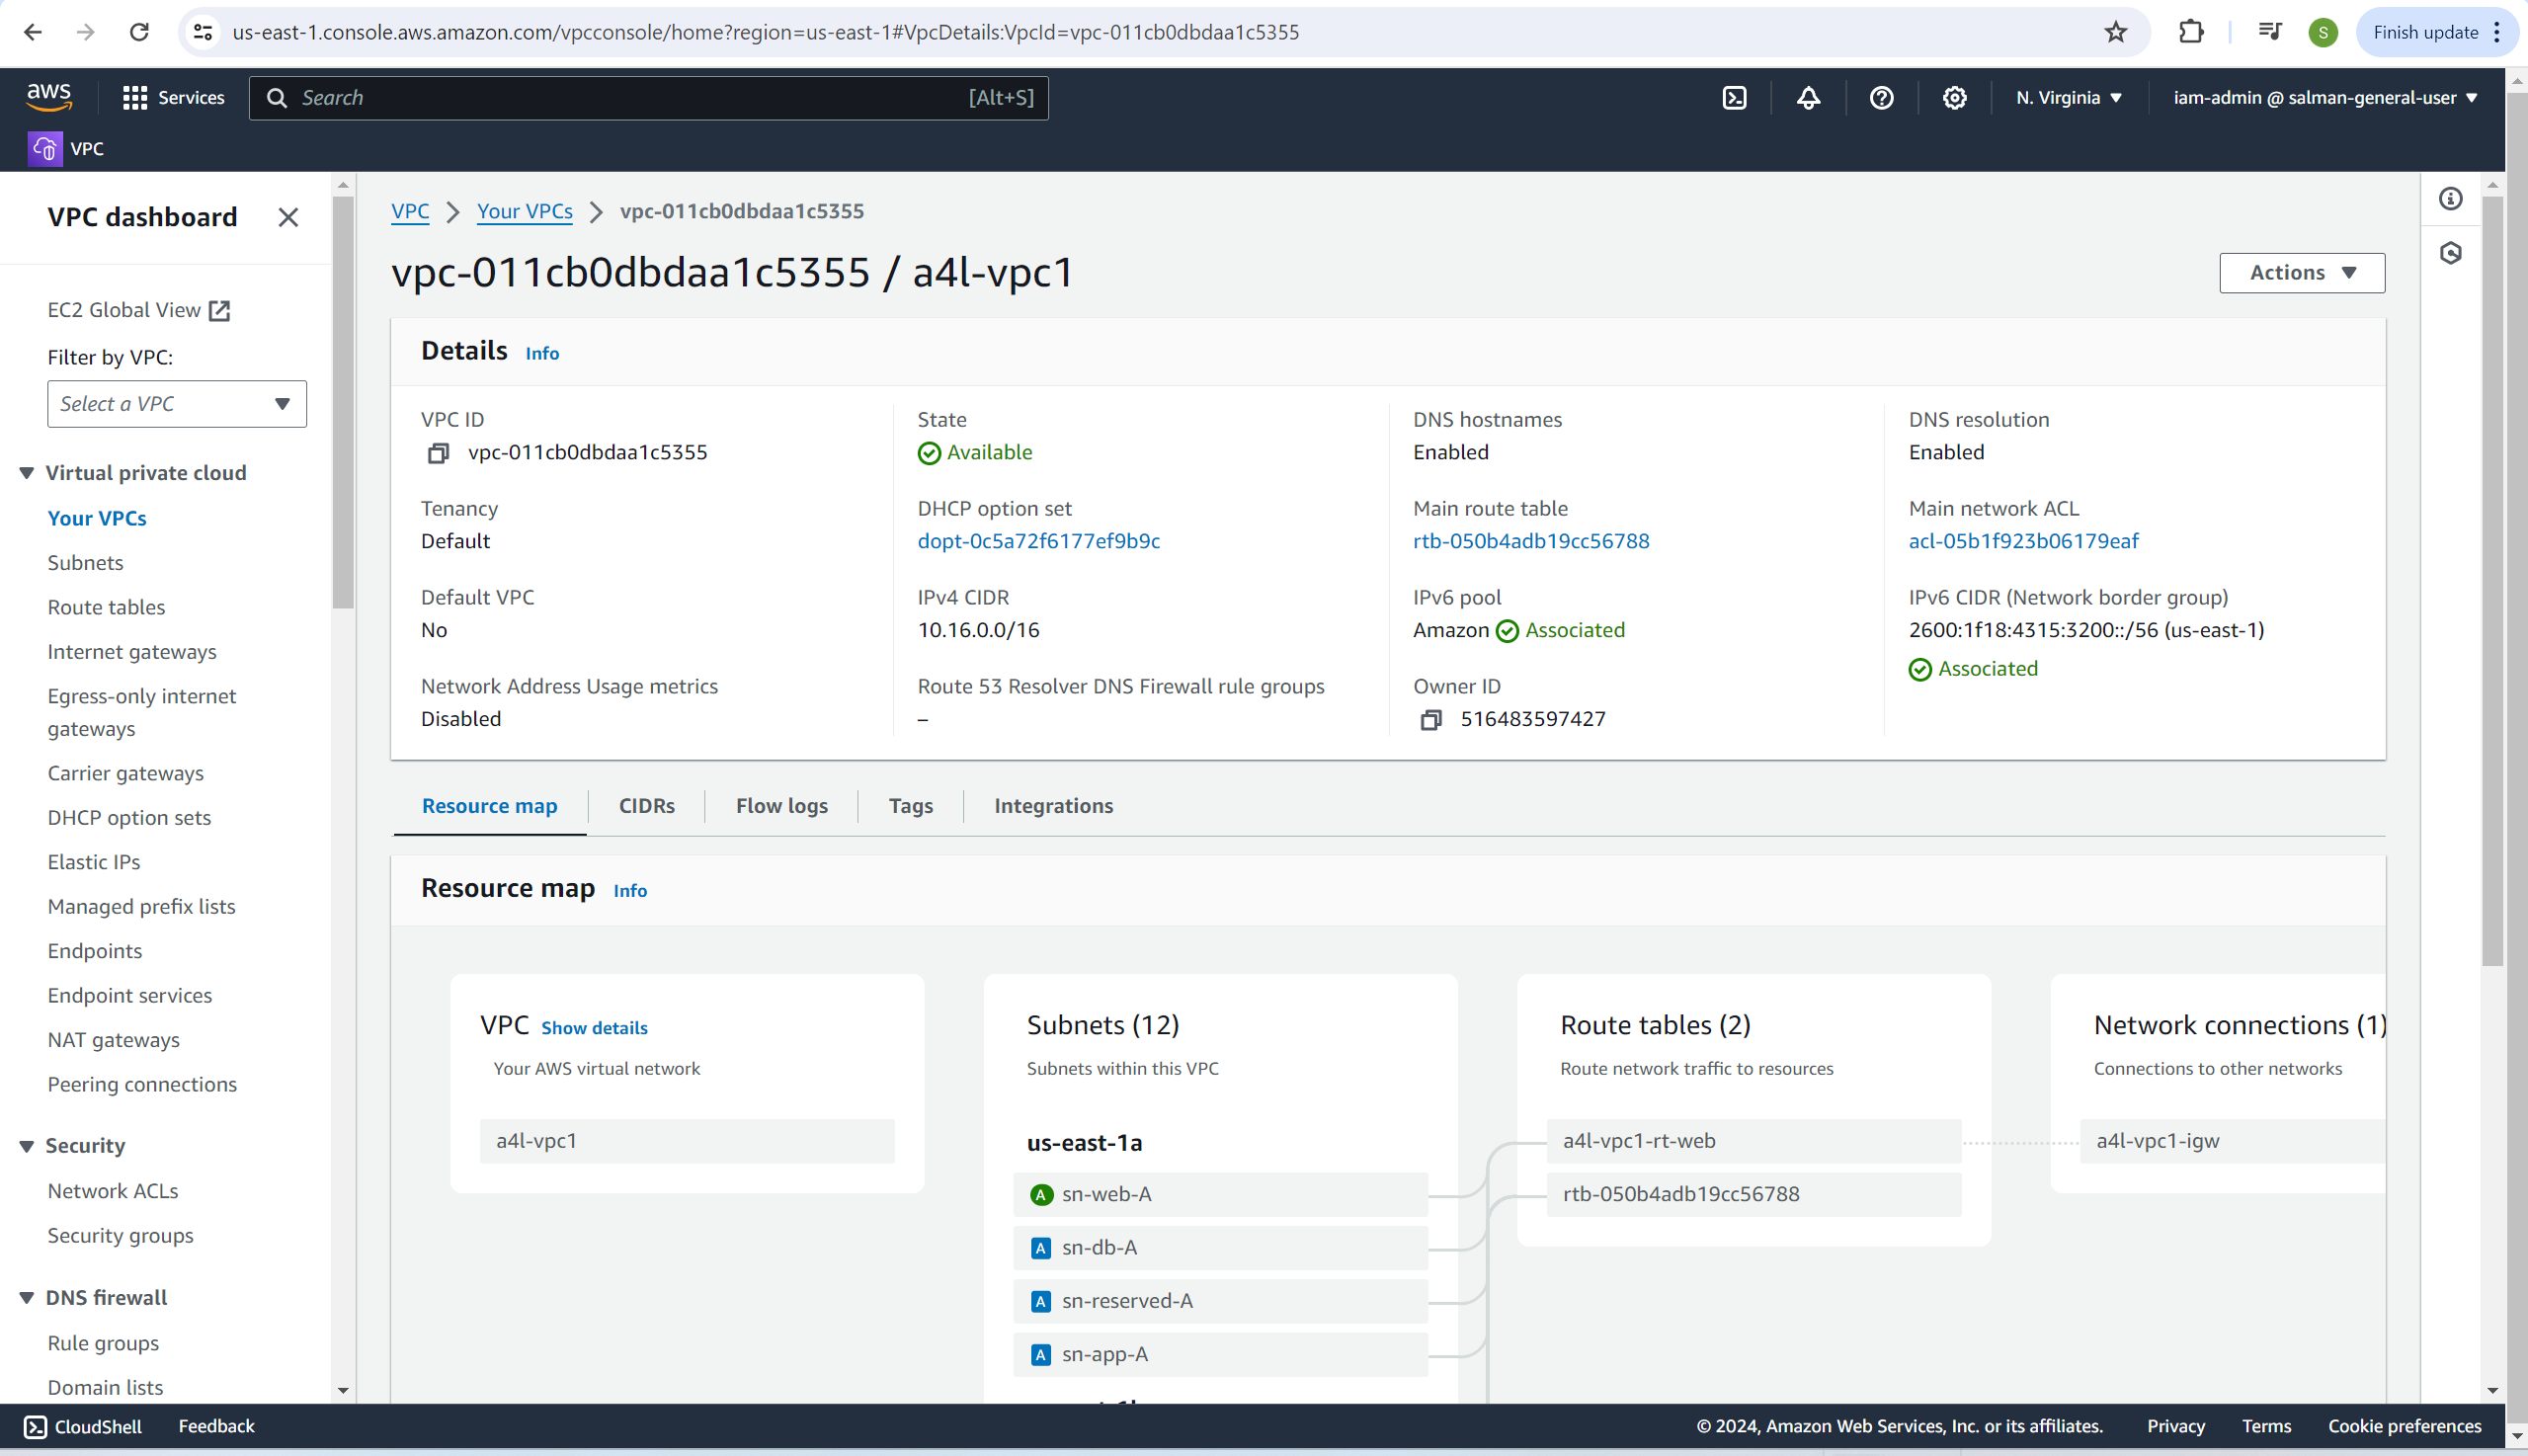 us-east-1.console.aws.amazon.com/vpcconsole/home?region=us-east-1#VpcDetails:VpcId=vpc-011cb0dbdaa1c5355
S
Finish update
aws
Services
Search
[Alt+S]
N. Virginia
iam-admin @ salman-general-user
VPC
VPC dashboard
EC2 Global View
Filter by VPC:
Select a VPC
Virtual private cloud
Your VPCs
Subnets
Route tables
Internet gateways
Egress-only internet
gateways
Carrier gateways
DHCP option sets
Elastic IPs
Managed prefix lists
Endpoints
Endpoint services
NAT gateways
Peering connections
Security
Network ACLs
Security groups
DNS firewall
Rule groups
Domain lists
VPC
Your VPCs
vpc-011cb0dbdaa1c5355
vpc-011cb0dbdaa1c5355 / a4l-vpc1
Actions
Details Info
VPC ID
vpc-011cb0dbdaa1c5355
State
Available
DNS hostnames
Enabled
DNS resolution
Enabled
Tenancy
Default
DHCP option set
dopt-0c5a72f6177ef9b9c
Main route table
rtb-050b4adb19cc56788
Main network ACL
acl-05b1f923b06179eaf
Default VPC
No
IPv4 CIDR
10.16.0.0/16
IPv6 pool
Amazon Associated
IPv6 CIDR (Network border group)
2600:1f18:4315:3200::/56 (us-east-1)
Associated
Network Address Usage metrics
Disabled
Route 53 Resolver DNS Firewall rule groups
–
Owner ID
516483597427
Resource map
CIDRs
Flow logs
Tags
Integrations
Resource map Info
VPC Show details
Your AWS virtual network
a4l-vpc1
Subnets (12)
Subnets within this VPC
us-east-1a
A sn-web-A
A sn-db-A
A sn-reserved-A
A sn-app-A
Route tables (2)
Route network traffic to resources
a4l-vpc1-rt-web
rtb-050b4adb19cc56788
Network connections (1)
Connections to other networks
a4l-vpc1-igw
CloudShell
Feedback
© 2024, Amazon Web Services, Inc. or its affiliates.
Privacy
Terms
Cookie preferences